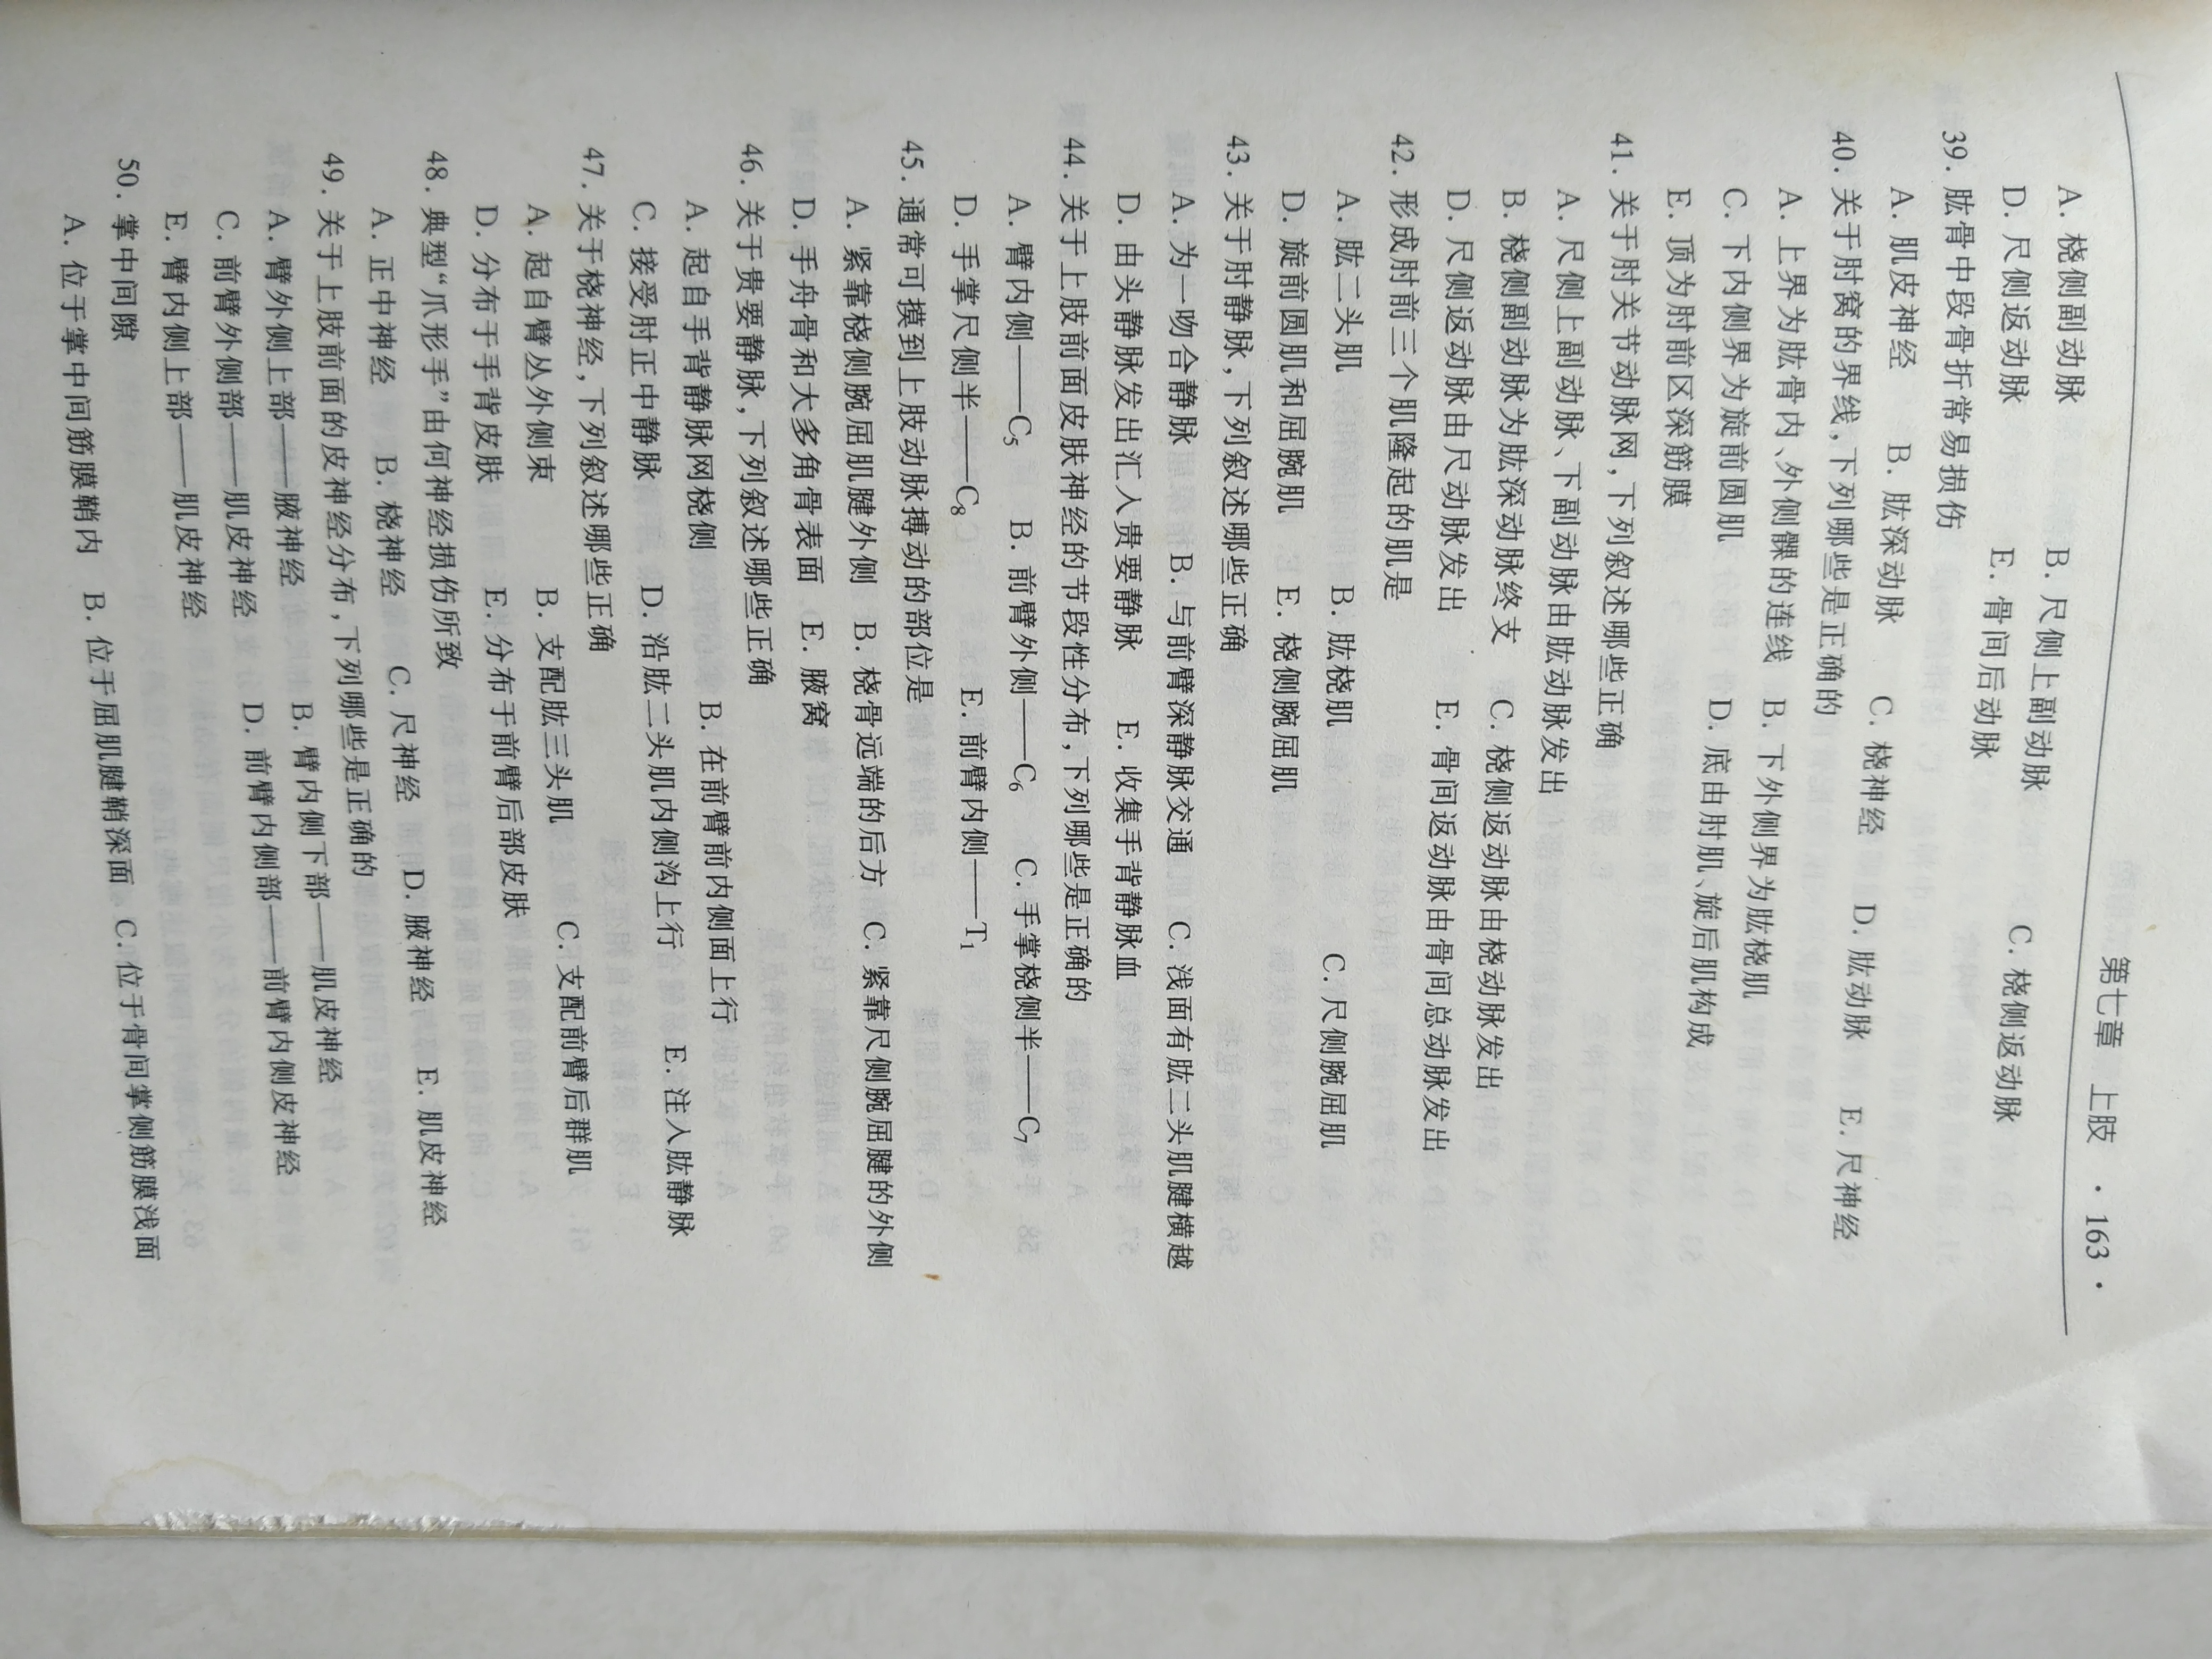 第七章 上肢 · 163 ·
A. 桡侧副动脉 B. 尺侧上副动脉 C. 桡侧返动脉
D. 尺侧返动脉 E. 骨间后动脉
39. 肱骨中段骨折常易损伤
A. 肌皮神经 B. 肱深动脉 C. 桡神经 D. 肱动脉 E. 尺神经
40. 关于肘窝的界线,下列哪些是正确的
A. 上界为肱骨内、外侧髁的连线 B. 下外侧界为肱桡肌
C. 下内侧界为旋前圆肌 D. 底由肘肌、旋后肌构成
E. 顶为肘前区深筋膜
41. 关于肘关节动脉网,下列叙述哪些正确
A. 尺侧上副动脉、下副动脉由肱动脉发出
B. 桡侧副动脉为肱深动脉终支 C. 桡侧返动脉由桡动脉发出
D. 尺侧返动脉由尺动脉发出 E. 骨间返动脉由骨间总动脉发出
42. 形成肘前三个肌隆起的肌是
A. 肱二头肌 B. 肱桡肌 C. 尺侧腕屈肌
D. 旋前圆肌和屈腕肌 E. 桡侧腕屈肌
43. 关于肘静脉,下列叙述哪些正确
A. 为一吻合静脉 B. 与前臂深静脉交通 C. 浅面有肱二头肌腱横越
D. 由头静脉发出汇入贵要静脉 E. 收集手背静脉血
44. 关于上肢前面皮肤神经的节段性分布,下列哪些是正确的
A. 臂内侧——C₅ B. 前臂外侧——C₆ C. 手掌桡侧半——C₇
D. 手掌尺侧半——C₈ E. 前臂内侧——T₁
45. 通常可摸到上肢动脉搏动的部位是
A. 紧靠桡侧腕屈肌腱外侧 B. 桡骨远端的后方 C. 紧靠尺侧腕屈腱的外侧
D. 手舟骨和大多角骨表面 E. 腋窝
46. 关于贵要静脉,下列叙述哪些正确
A. 起自手背静脉网桡侧 B. 在前臂前内侧面上行
C. 接受肘正中静脉 D. 沿肱二头肌内侧沟上行 E. 注入肱静脉
47. 关于桡神经,下列叙述哪些正确
A. 起自臂丛外侧束 B. 支配肱三头肌 C. 支配前臂后群肌
D. 分布于手背皮肤 E. 分布于前臂后部皮肤
48. 典型“爪形手”由何神经损伤所致
A. 正中神经 B. 桡神经 C. 尺神经 D. 腋神经 E. 肌皮神经
49. 关于上肢前面的皮神经分布,下列哪些是正确的
A. 臂外侧上部——腋神经 B. 臂内侧下部——肌皮神经
C. 前臂外侧部——肌皮神经 D. 前臂内侧部——前臂内侧皮神经
E. 臂内侧上部——肌皮神经
50. 掌中间隙
A. 位于掌中间筋膜鞘内 B. 位于屈肌腱鞘深面 C. 位于骨间掌侧筋膜浅面